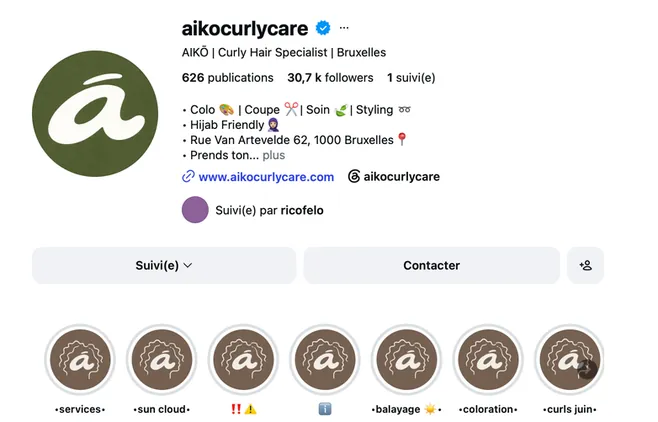 aikocurlycare ...
AIKŌ | Curly Hair Specialist | Bruxelles
626 publications 30,7 k followers 1 suivi(e)
• Colo 🎨 | Coupe ✂️| Soin 🍃| Styling ➿
• Hijab Friendly 🧕
• Rue Van Artevelde 62, 1000 Bruxelles📍
• Prends ton... plus
www.aikocurlycare.com aikocurlycare
Suivi(e) par ricofelo
Suivi(e) Contacter
ā
ā ā ā ā ā ā ā
•services• •sun cloud• ‼️⚠️ ℹ️ •balayage ☀️• •coloration• •curls juin•